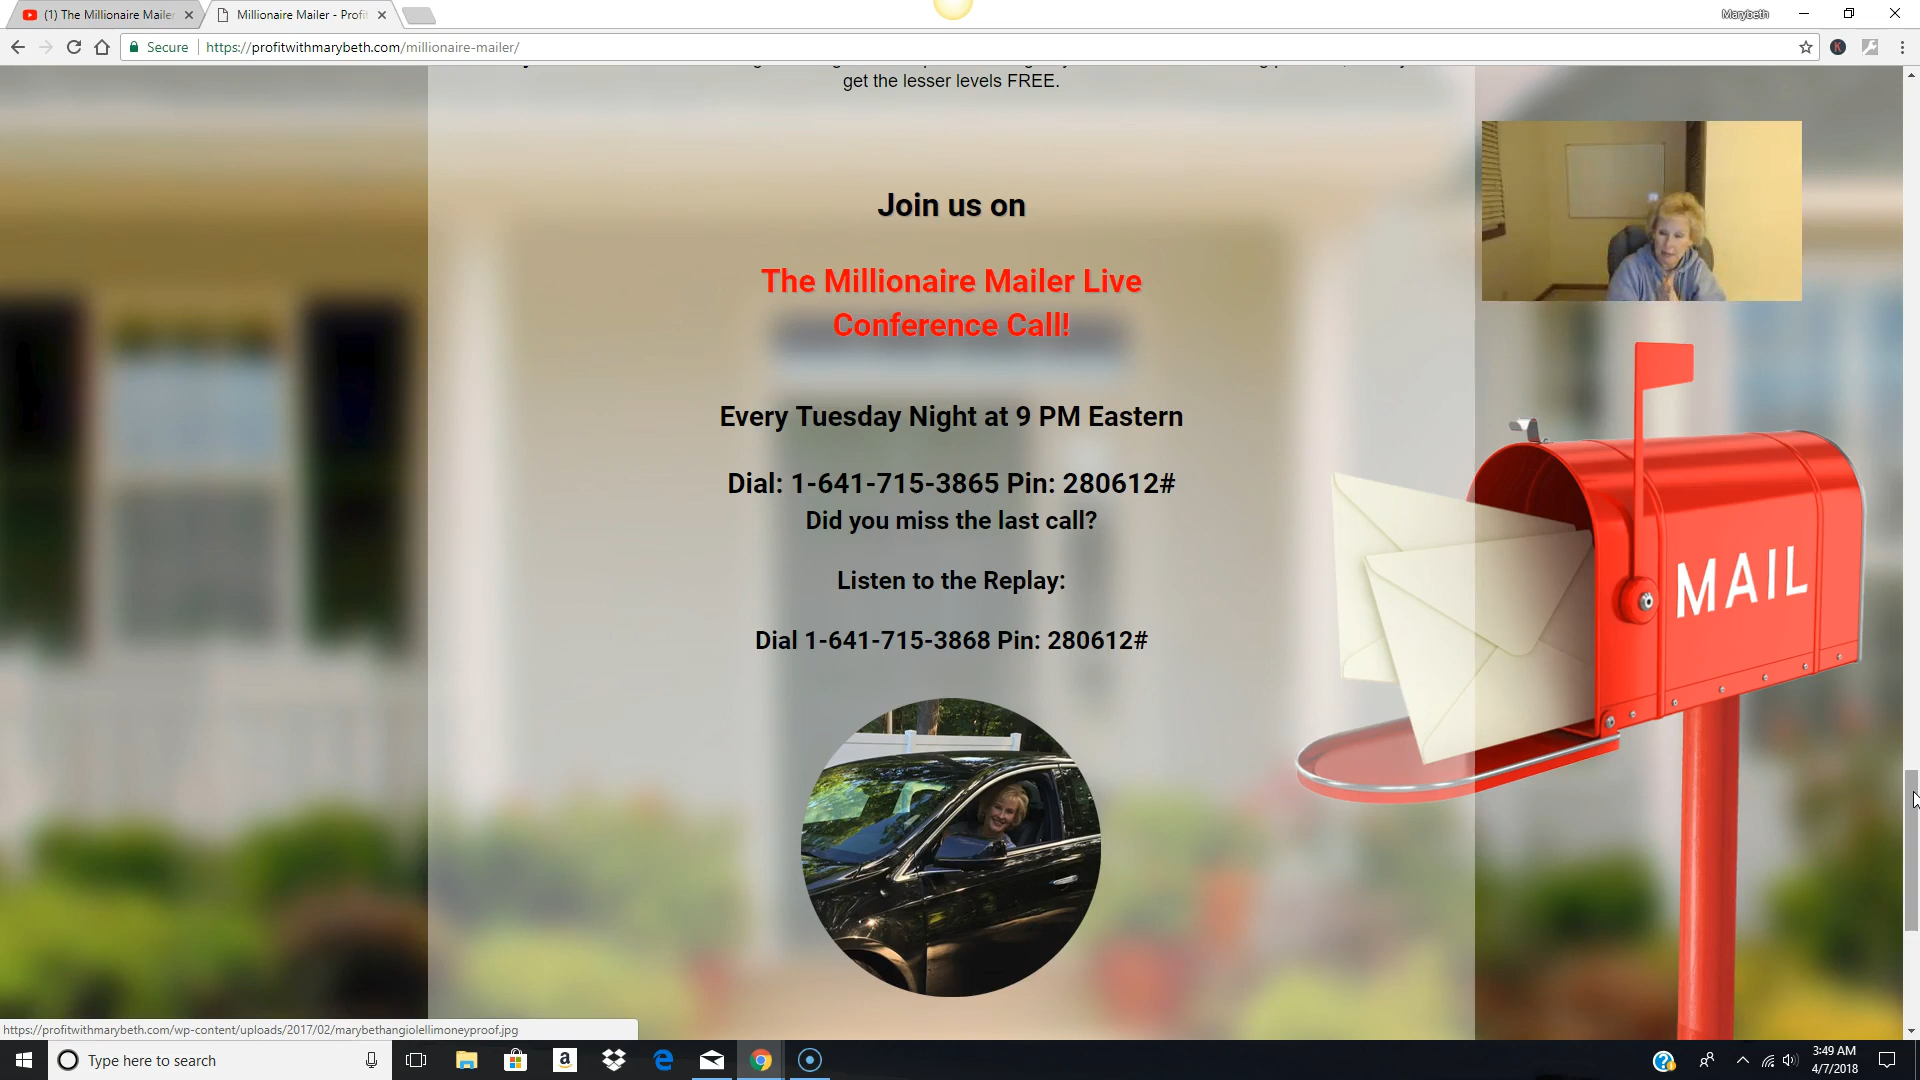 (1) The Millionaire Mailer
Millionaire Mailer - Profi
Marybeth
Secure
https://profitwithmarybeth.com/millionaire-mailer/
get the lesser levels FREE.
Join us on
The Millionaire Mailer Live
Conference Call!
Every Tuesday Night at 9 PM Eastern
Dial: 1-641-715-3865 Pin: 280612#
Did you miss the last call?
Listen to the Replay:
Dial 1-641-715-3868 Pin: 280612#
MAIL
https://profitwithmarybeth.com/wp-content/uploads/2017/02/marybethangiolellimoneyproof.jpg
Type here to search
3:49 AM
4/7/2018